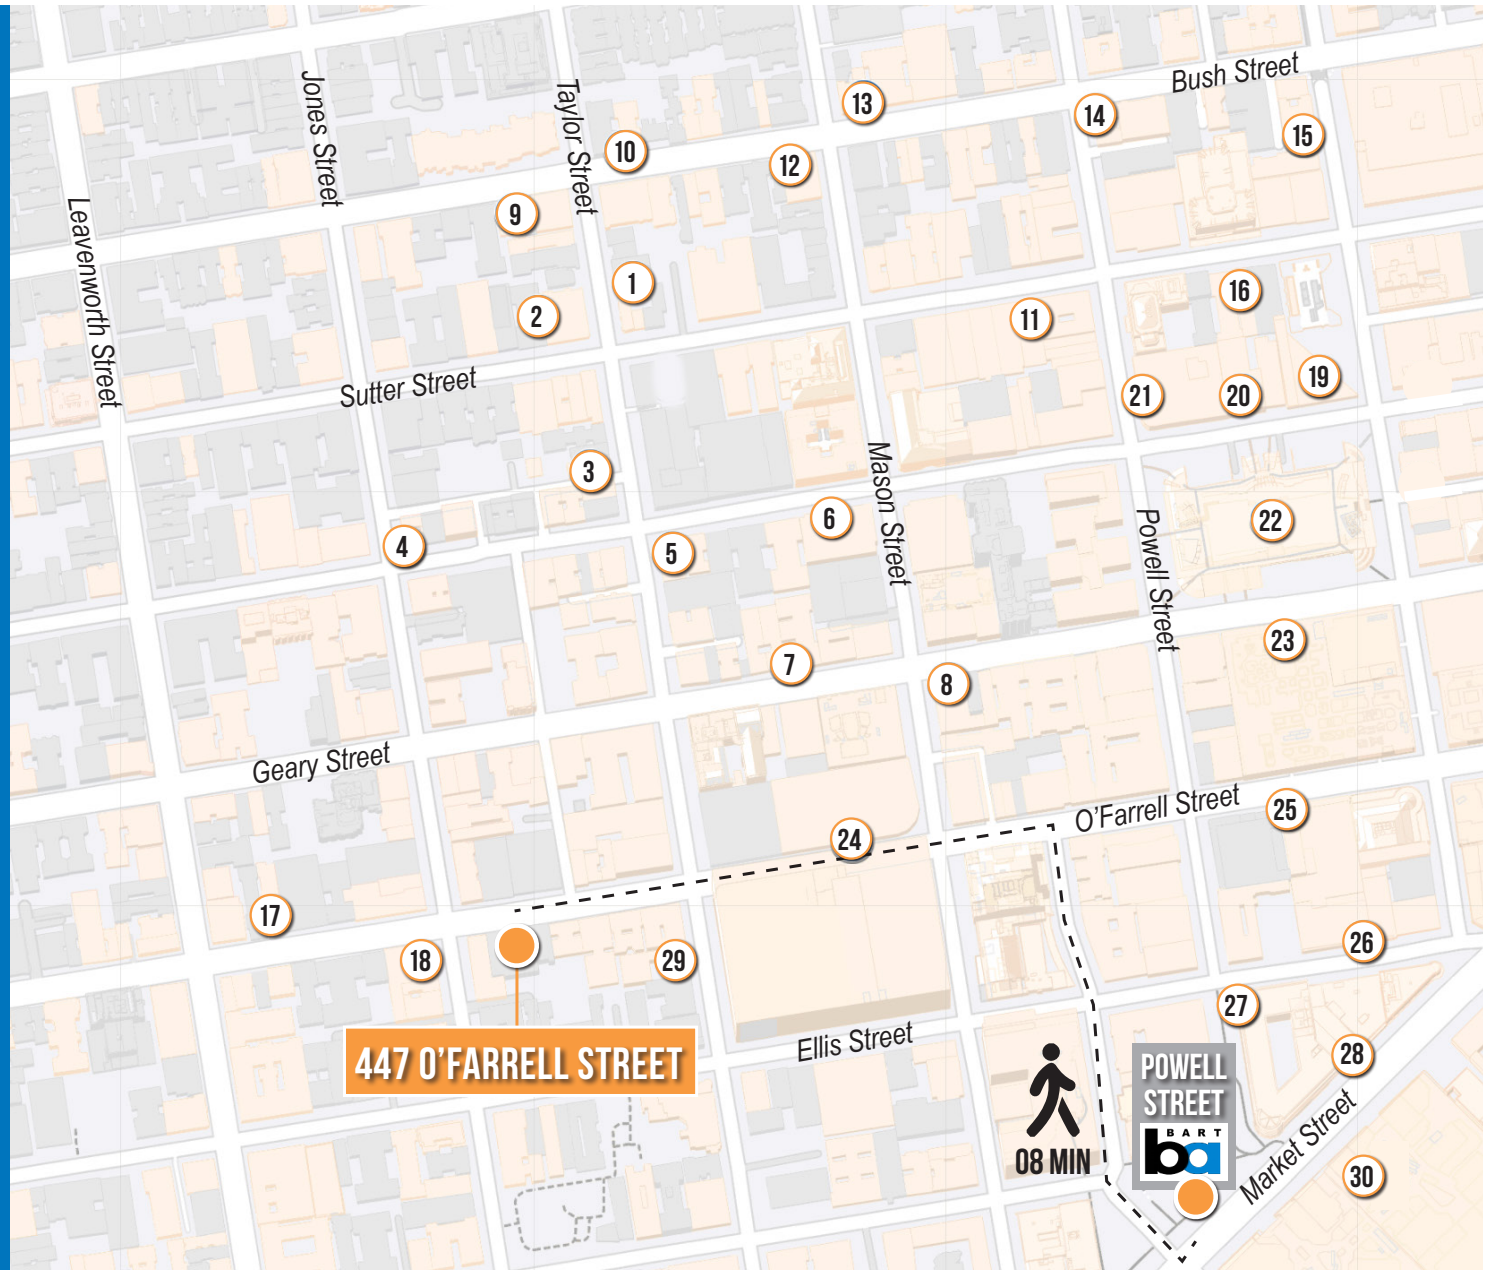 Bush Street
Jones Street
Taylor Street
13
14
15
10
12
9
Leavenworth Street
1
2
16
11
Sutter Street
19
21
20
3
Mason Street
6
22
4
5
Powell Street
7
8
23
Geary Street
O'Farrell Street
25
24
17
18
29
26
27
Ellis Street
28
447 O'FARRELL STREET
POWELL
STREET
BART
ba
08 MIN
Market Street
30